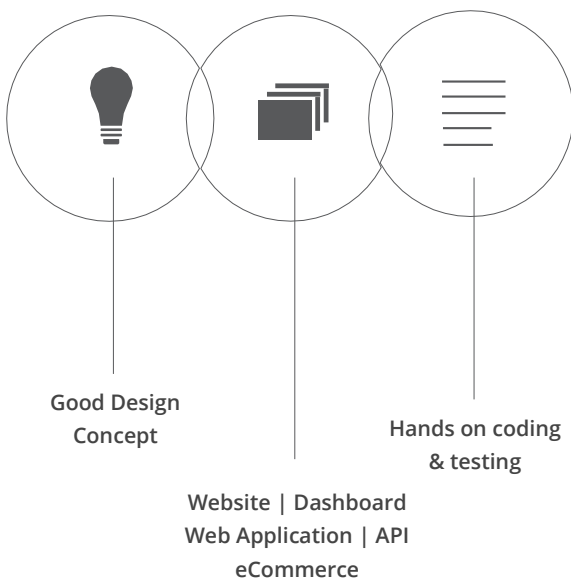 Good Design
Concept
Hands on coding
& testing
Website | Dashboard
Web Application | API
eCommerce